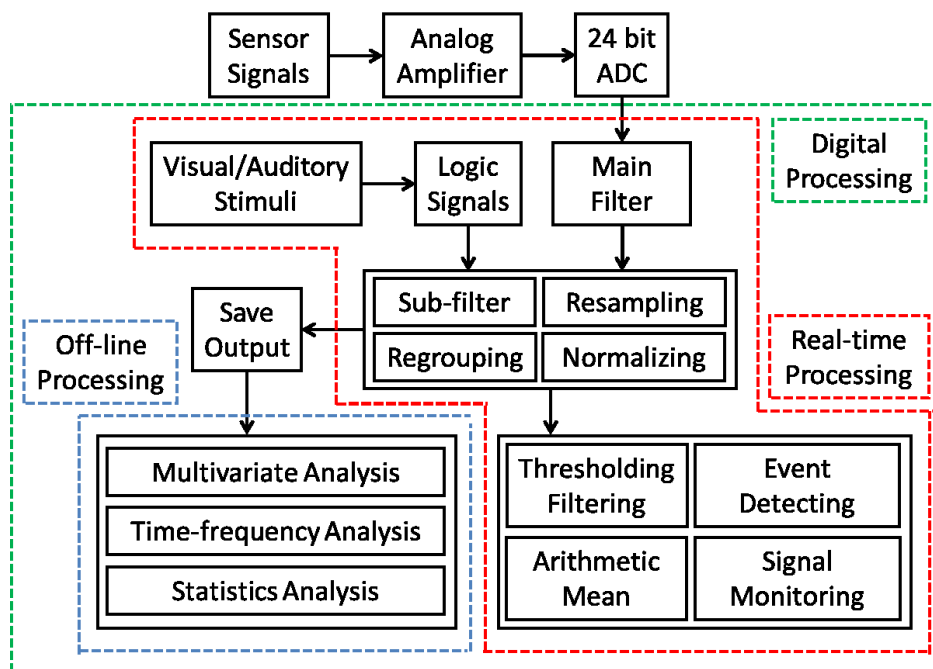 Sensor
Signals
Analog
Amplifier
24 bit
ADC
Digital
Processing
Visual/Auditory
Stimuli
Logic
Signals
Main
Filter
Sub-filter
Resampling
Regrouping
Normalizing
Save
Output
Off-line
Processing
Real-time
Processing
Multivariate Analysis
Time-frequency Analysis
Statistics Analysis
Thresholding
Filtering
Event
Detecting
Arithmetic
Mean
Signal
Monitoring